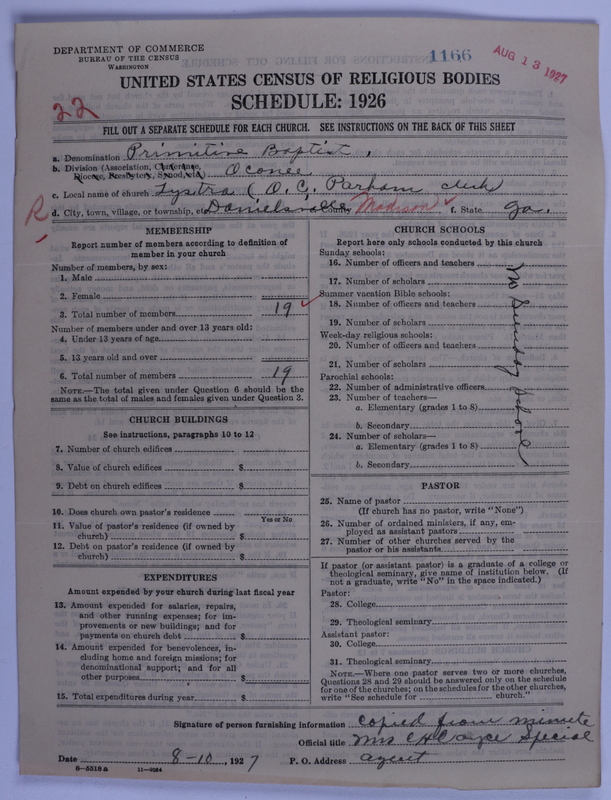 DEPARTMENT OF COMMERCE
BUREAU OF THE CENSUS
WASHINGTON
1166
AUG 13 1927
UNITED STATES CENSUS OF RELIGIOUS BODIES
22
SCHEDULE: 1926
FILL OUT A SEPARATE SCHEDULE FOR EACH CHURCH. SEE INSTRUCTIONS ON THE BACK OF THIS SHEET
a. Denomination Primitive Baptist,
b. Division (Association, Conference, Diocese, Presbytery, Synod, etc.) Oconee
c. Local name of church Lystra (O. C. Parham clerk
R
d. City, town, village, or township, etc. Danielsville County Madison f. State Ga.
MEMBERSHIP
Report number of members according to definition of
member in your church
Number of members, by sex:
1. Male
2. Female
3. Total number of members 19
Number of members under and over 13 years old:
4. Under 13 years of age
5. 13 years old and over
6. Total number of members 19
NOTE.—The total given under Question 6 should be the
same as the total of males and females given under Question 3.
CHURCH BUILDINGS
See instructions, paragraphs 10 to 12
7. Number of church edifices
8. Value of church edifices $
9. Debt on church edifices $
10. Does church own pastor's residence
Yes or No
11. Value of pastor's residence (if owned by
church) $
12. Debt on pastor's residence (if owned by
church) $
EXPENDITURES
Amount expended by your church during last fiscal year
13. Amount expended for salaries, repairs,
and other running expenses; for im-
provements or new buildings; and for
payments on church debt $
14. Amount expended for benevolences, in-
cluding home and foreign missions; for
denominational support; and for all
other purposes $
15. Total expenditures during year $
CHURCH SCHOOLS
Report here only schools conducted by this church
Sunday schools:
16. Number of officers and teachers
17. Number of scholars
Summer vacation Bible schools:
18. Number of officers and teachers
19. Number of scholars
Week-day religious schools:
20. Number of officers and teachers
21. Number of scholars
Parochial schools:
22. Number of administrative officers
23. Number of teachers—
a. Elementary (grades 1 to 8)
b. Secondary
24. Number of scholars—
a. Elementary (grades 1 to 8)
b. Secondary
No Sunday School
PASTOR
25. Name of pastor
(If church has no pastor, write "None")
26. Number of ordained ministers, if any, em-
ployed as assistant pastors
27. Number of other churches served by the
pastor or his assistants
If pastor (or assistant pastor) is a graduate of a college or
theological seminary, give name of institution below. (If
not a graduate, write "No" in the space indicated.)
Pastor:
28. College
29. Theological seminary
Assistant pastor:
30. College
31. Theological seminary
NOTE.—Where one pastor serves two or more churches,
Questions 28 and 29 should be answered only on the schedule
for one of the churches; on the schedules for the other churches,
write "See schedule for church."
Signature of person furnishing information Copied from minute
Official title Mrs C H Cayce Special
Date 8-10, 1927 P. O. Address agent
8-5318a 11-9034